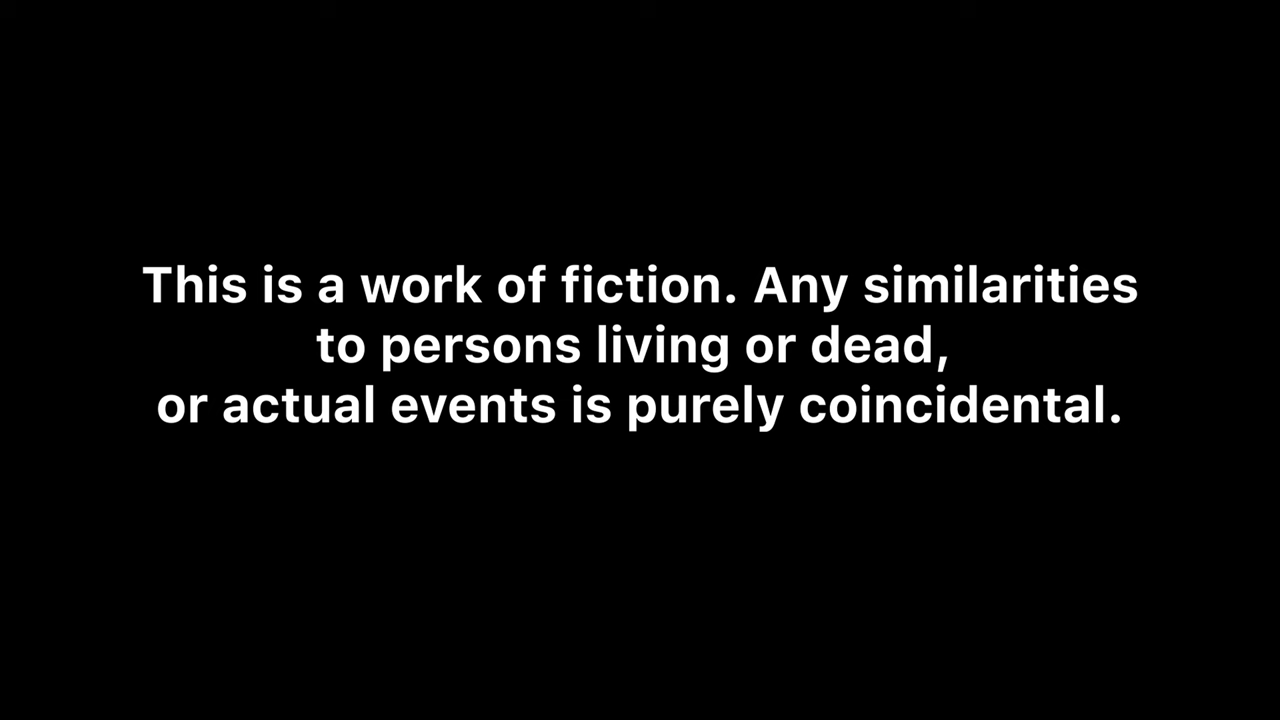 This is a work of fiction. Any similarities
to persons living or dead,
or actual events is purely coincidental.